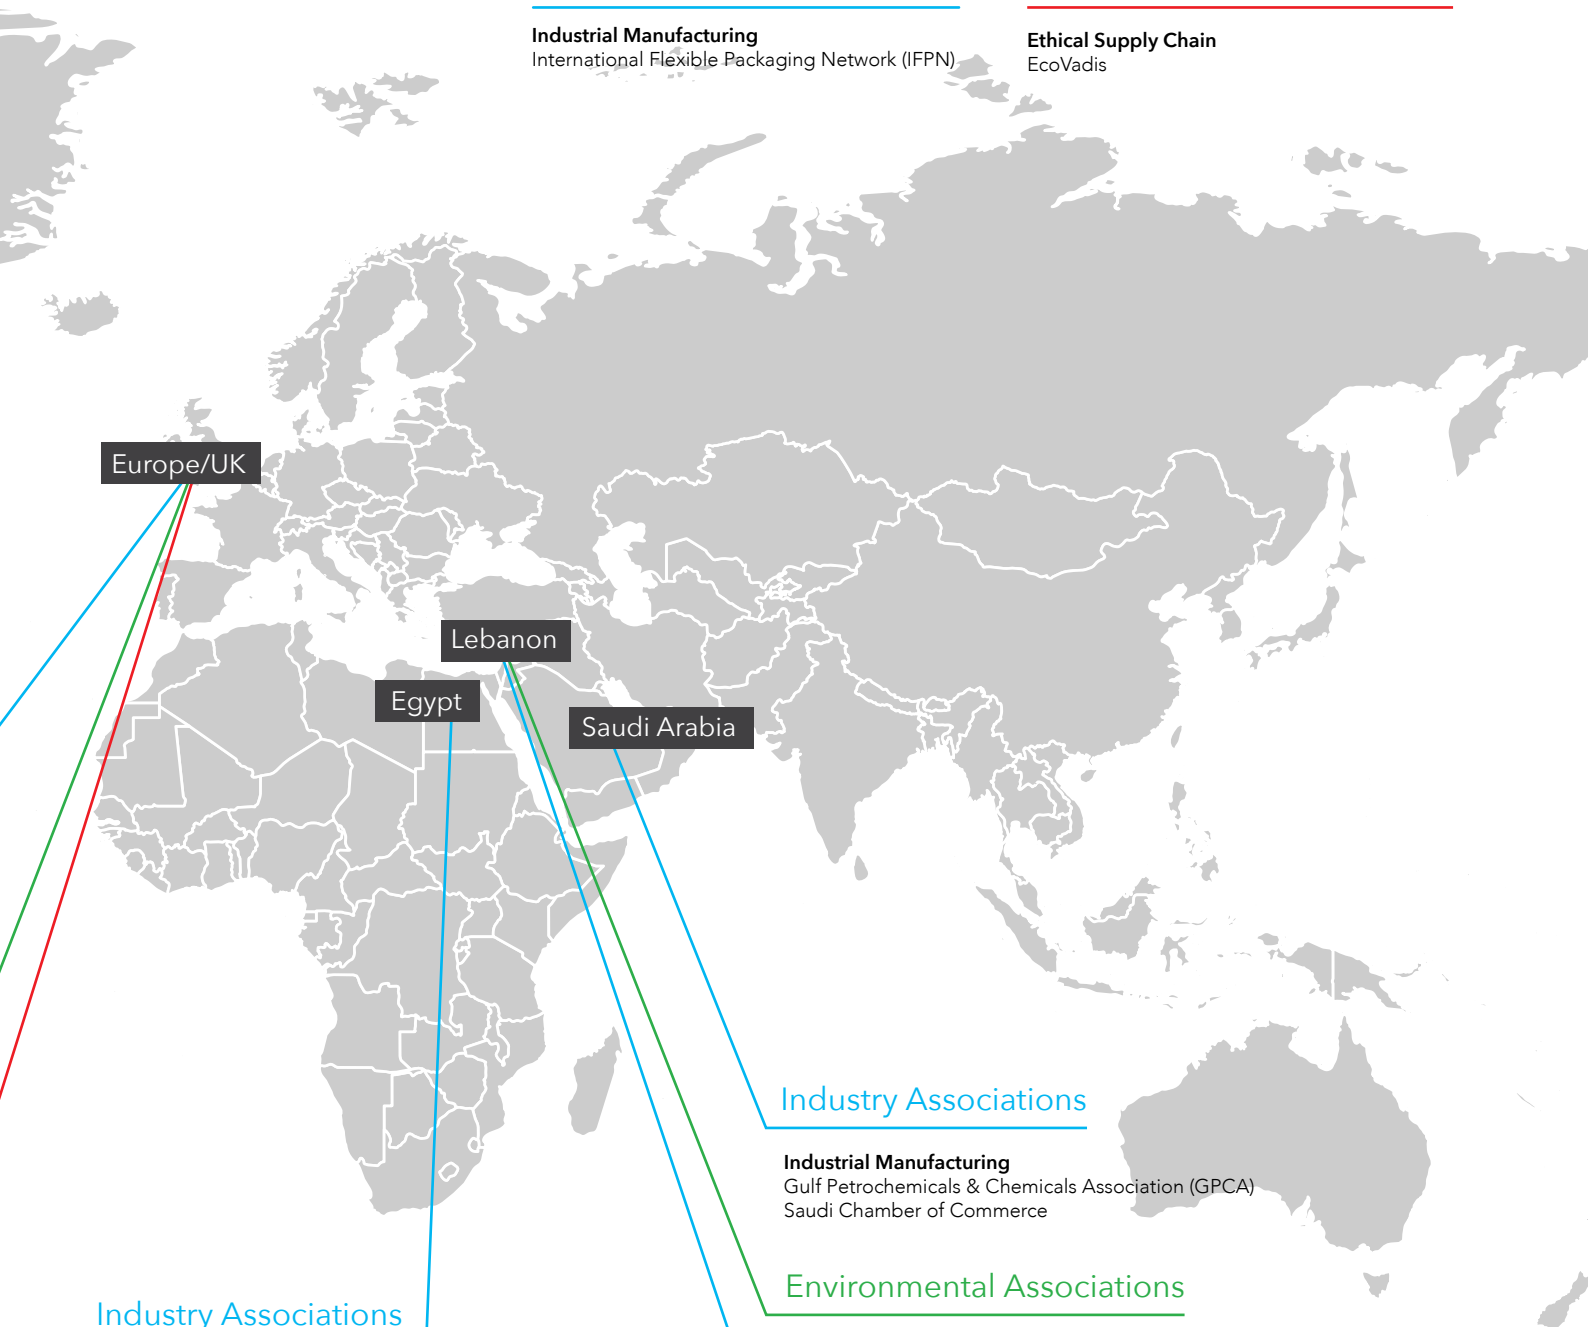 Industrial Manufacturing
International Flexible Packaging Network (IFPN)
Ethical Supply Chain
EcoVadis
Europe/UK
Lebanon
Egypt
Saudi Arabia
Industry Associations
Industrial Manufacturing
Gulf Petrochemicals & Chemicals Association (GPCA)
Saudi Chamber of Commerce
Environmental Associations
Industry Associations